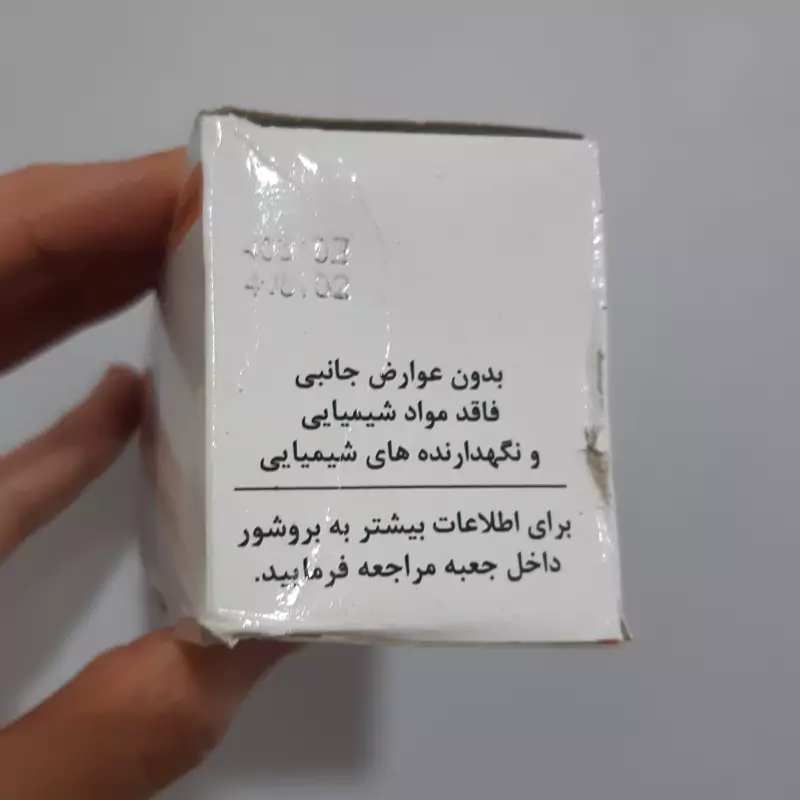 بدون عوارض جانبی
فاقد مواد شیمیایی
و نگهدارنده های شیمیایی
برای اطلاعات بیشتر به بروشور
داخل جعبه مراجعه فرمایید.